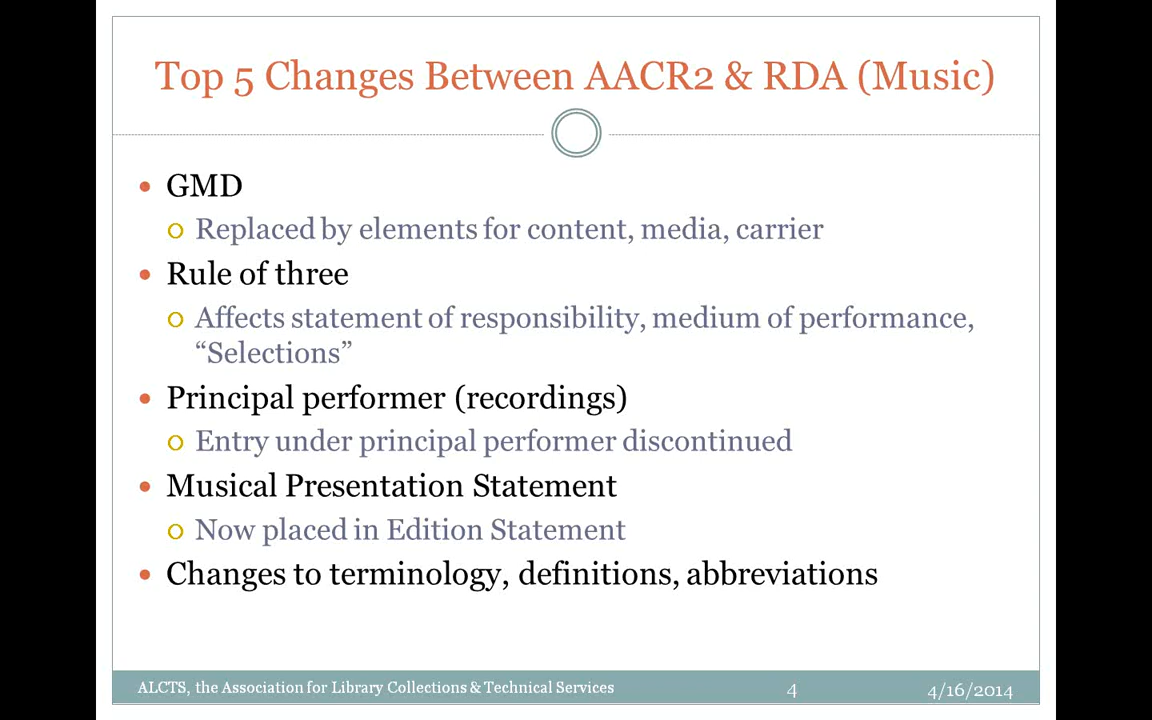 Top 5 Changes Between AACR2 & RDA (Music)
• GMD
o Replaced by elements for content, media, carrier
• Rule of three
o Affects statement of responsibility, medium of performance,
“Selections”
• Principal performer (recordings)
o Entry under principal performer discontinued
• Musical Presentation Statement
o Now placed in Edition Statement
• Changes to terminology, definitions, abbreviations
ALCTS, the Association for Library Collections & Technical Services
4
4/16/2014